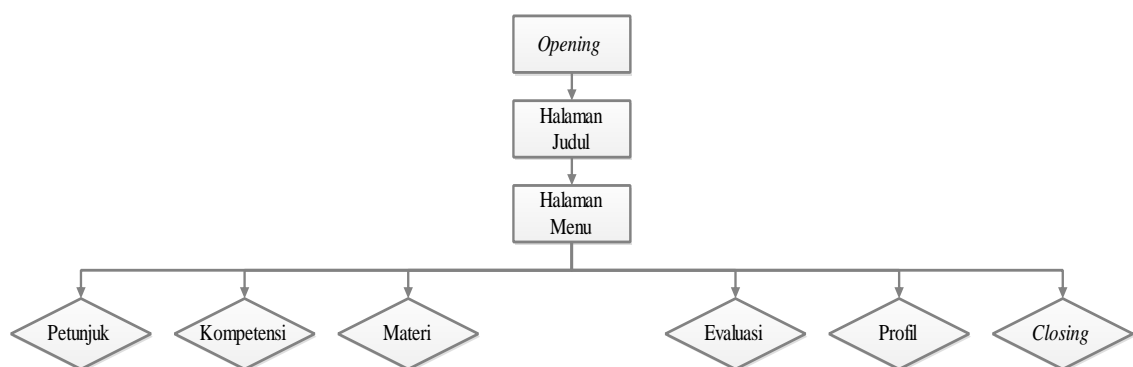 Opening
Halaman
Judul
Halaman
Menu
Petunjuk
Kompetensi
Materi
Evaluasi
Profil
Closing